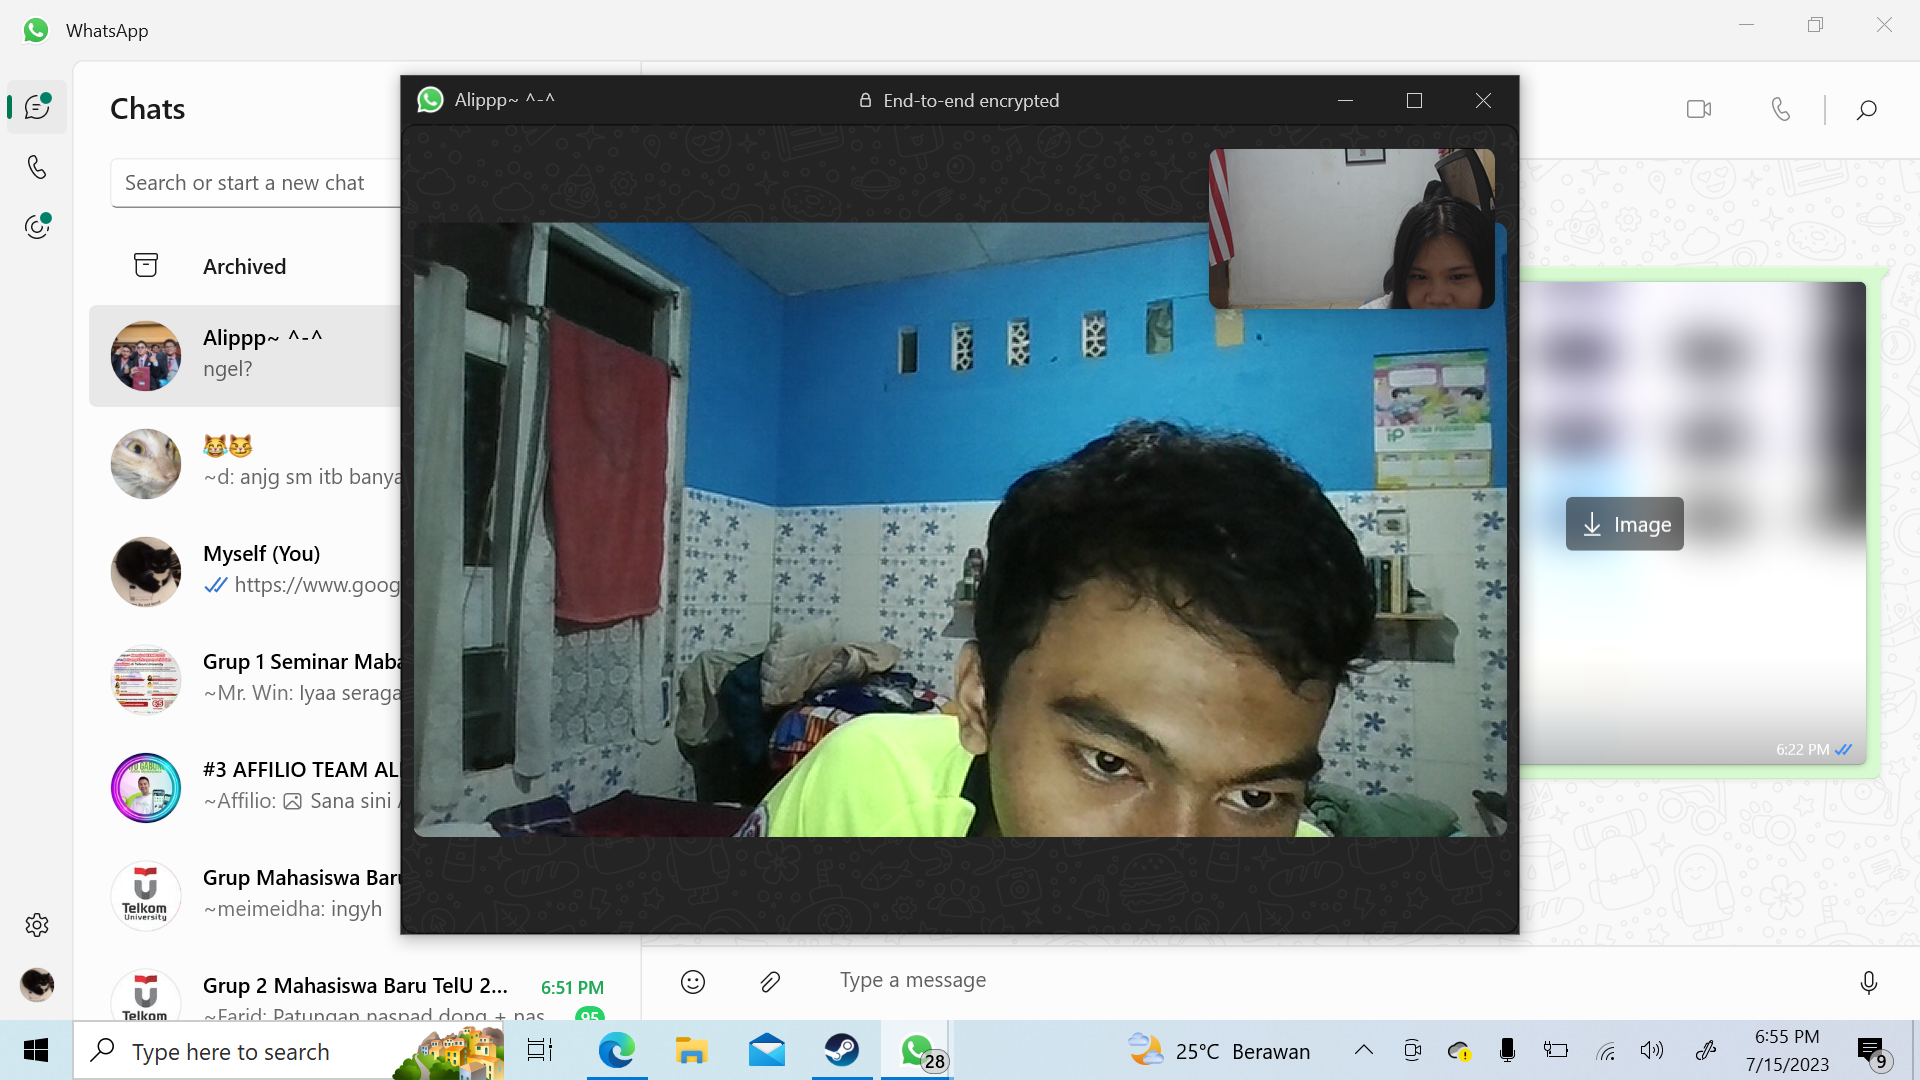 WhatsApp
Chats
Search or start a new chat
Archived
Alippp~ ^-^
ngel?
😹😼
~d: anjg sm itb banya
Myself (You)
https://www.goog
Grup 1 Seminar Maba
~Mr. Win: Iyaa seraga
#3 AFFILIO TEAM AL
~Affilio: Sana sini
Grup Mahasiswa Baru
~meimeidha: ingyh
Telkom
University
Grup 2 Mahasiswa Baru TelU 2... 6:51 PM
~Farid: Patungan naspad dong + nas 95
Telkom
Alippp~ ^-^
End-to-end encrypted
Image
6:22 PM
Type a message
Type here to search
28
25°C Berawan
6:55 PM
7/15/2023
9